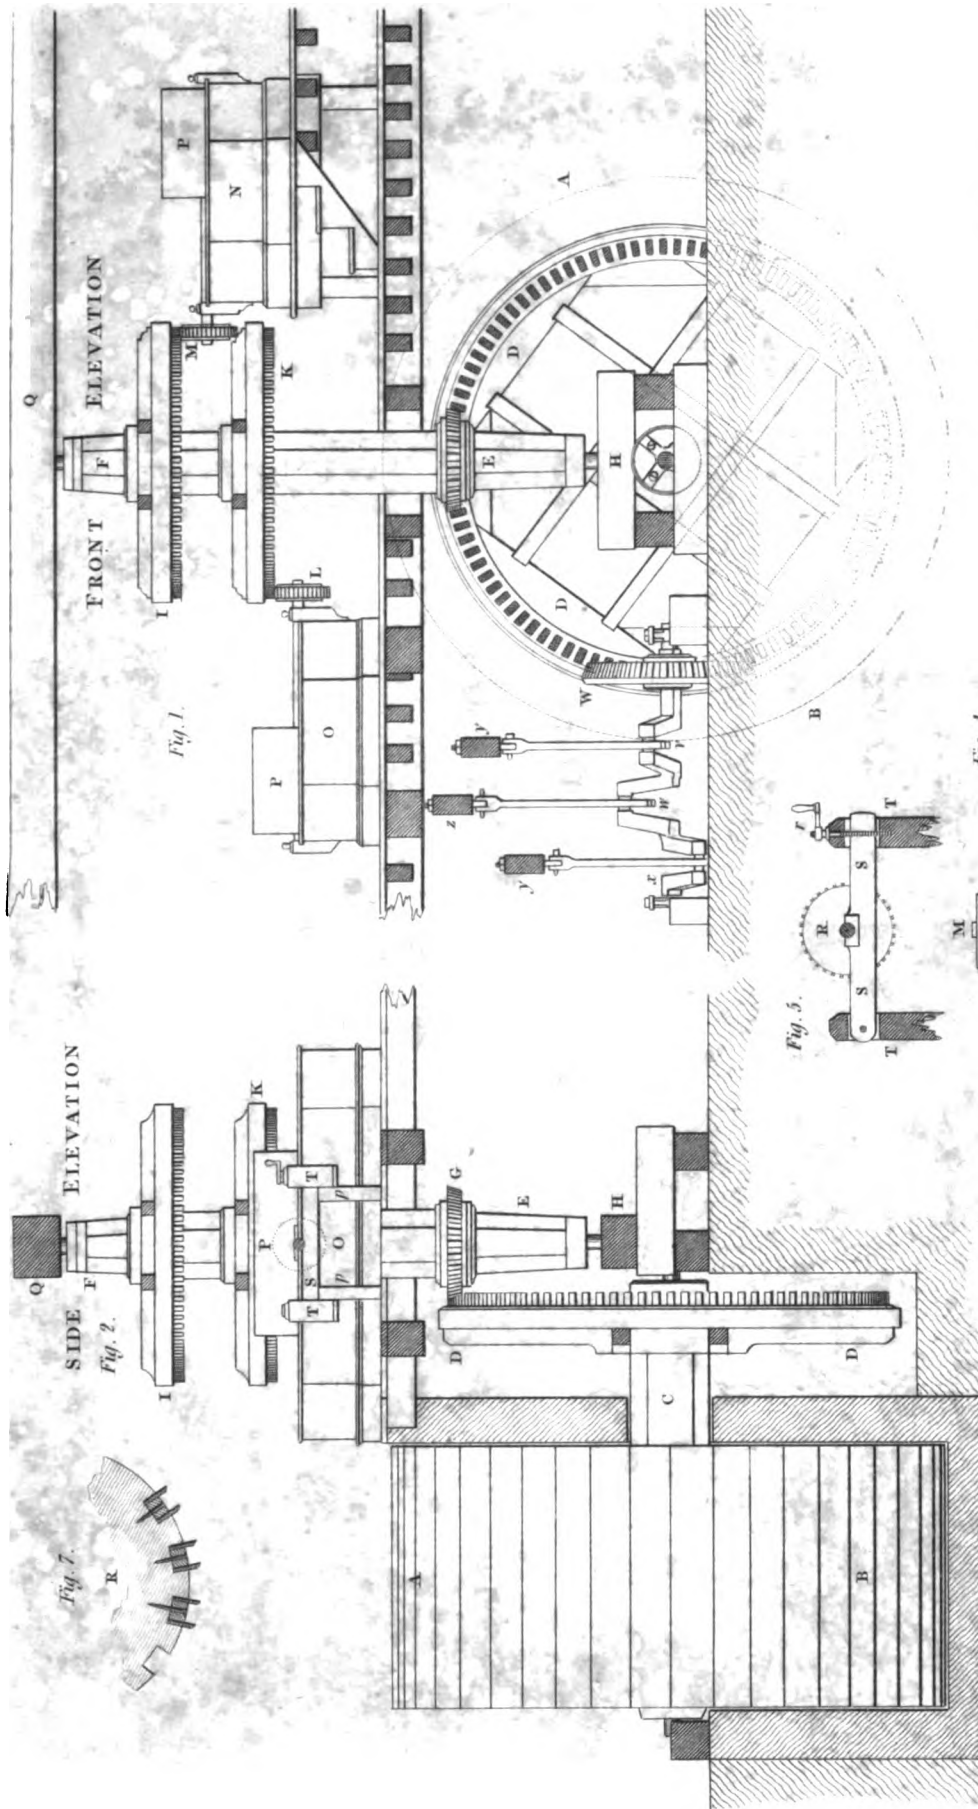 Q
FRONT ELEVATION
Fig. 1.
F
I
K
M
L
N
P
P
O
E
D
D
H
A
B
W
y
z
y
v
w
x
SIDE ELEVATION
Fig. 2.
Q
F
I
K
P
T
T
S
O
p
p
G
E
H
D
D
C
A
B
Fig. 7.
R
Fig. 5.
r
R
S
S
T
T
M